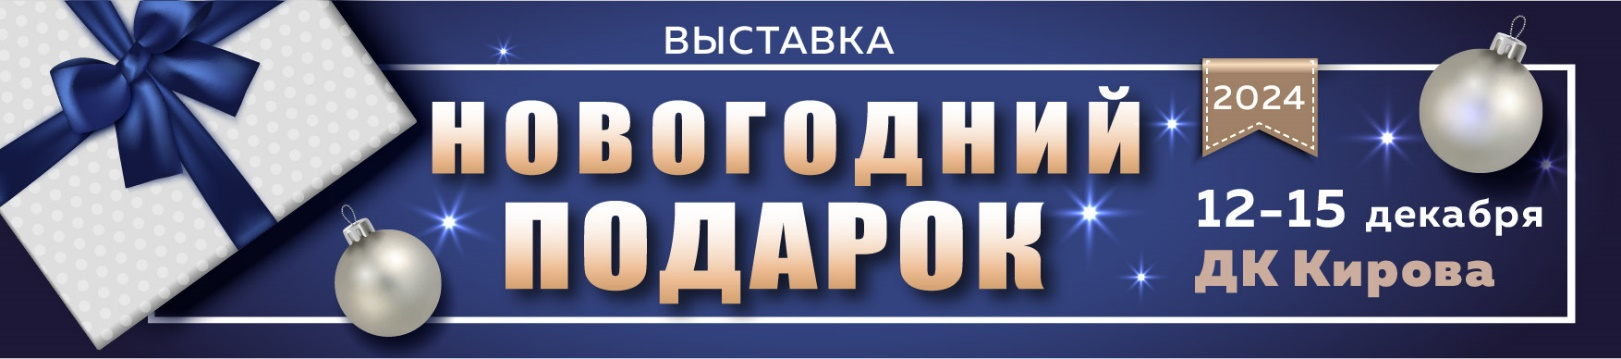 ВЫСТАВКА
НОВОГОДНИЙ
ПОДАРОК
2024
12-15 декабря
ДК Кирова